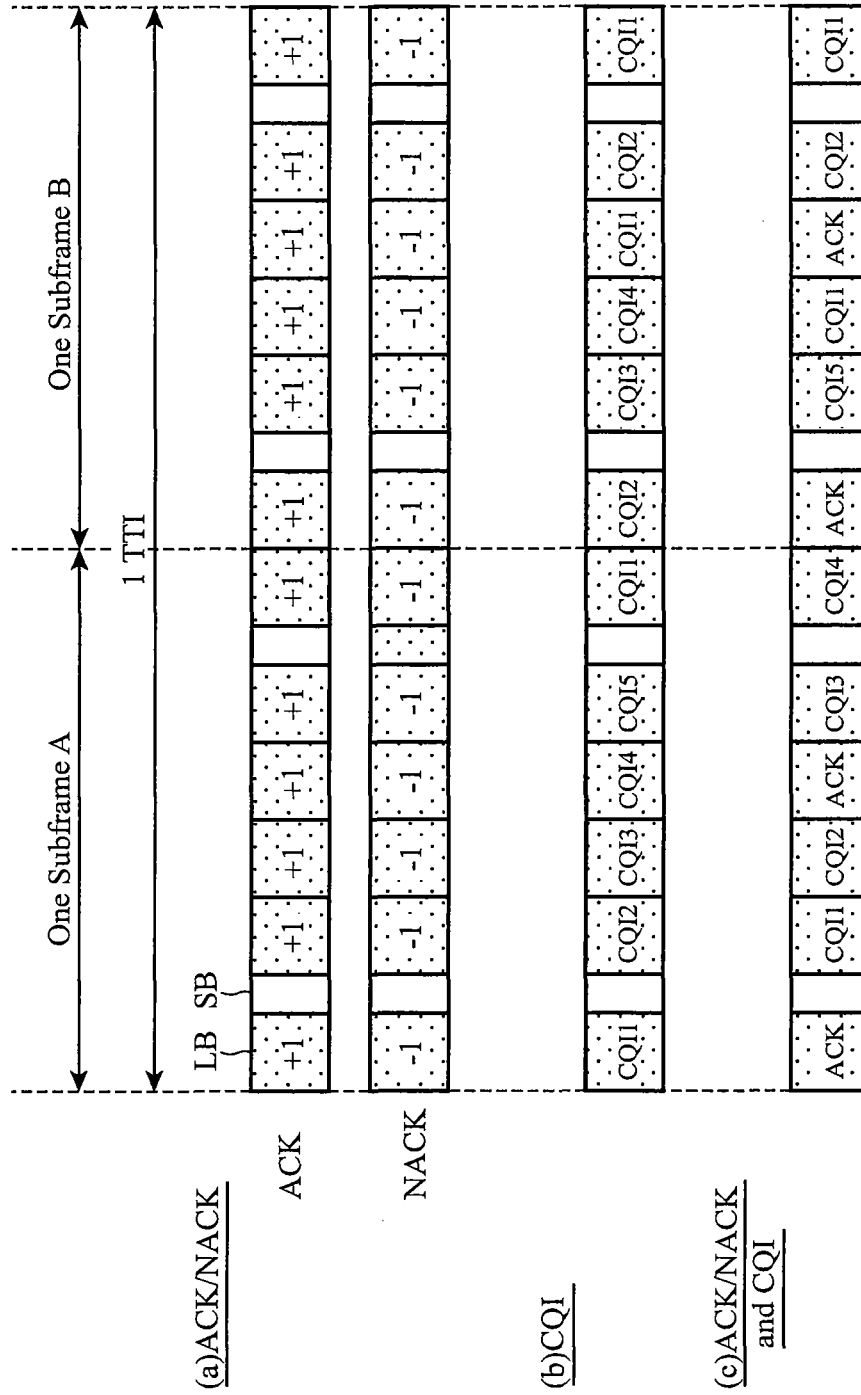 One Subframe A
One Subframe B
1 TTI
(a)ACK/NACK
LB
SB
ACK
+1 +1 +1 +1 +1 +1 +1 +1 +1 +1 +1 +1
NACK
-1 -1 -1 -1 -1 -1 -1 -1 -1 -1 -1 -1
(b)CQI
CQI1 CQI2 CQI3 CQI4 CQI5 CQI1 CQI2 CQI3 CQI4 CQI1 CQI2 CQI1
(c)ACK/NACK
and CQI
ACK CQI1 CQI2 ACK CQI3 CQI4 ACK CQI5 CQI1 ACK CQI2 CQI1